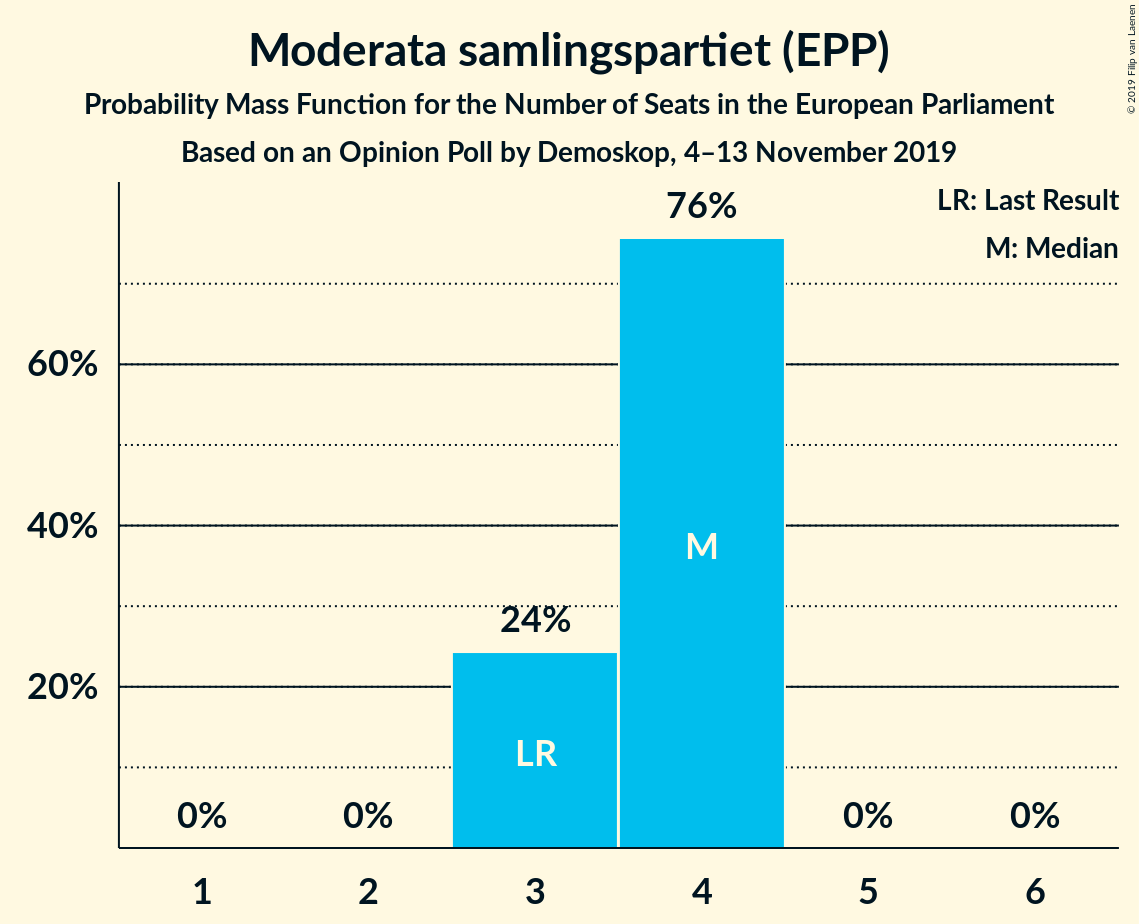 Moderata samlingspartiet (EPP)
Probability Mass Function for the Number of Seats in the European Parliament
Based on an Opinion Poll by Demoskop, 4–13 November 2019
© 2019 Filip van Laenen
LR: Last Result
M: Median
76%
60%
40%
20%
24%
M
LR
0%
0%
0%
0%
1
2
3
4
5
6